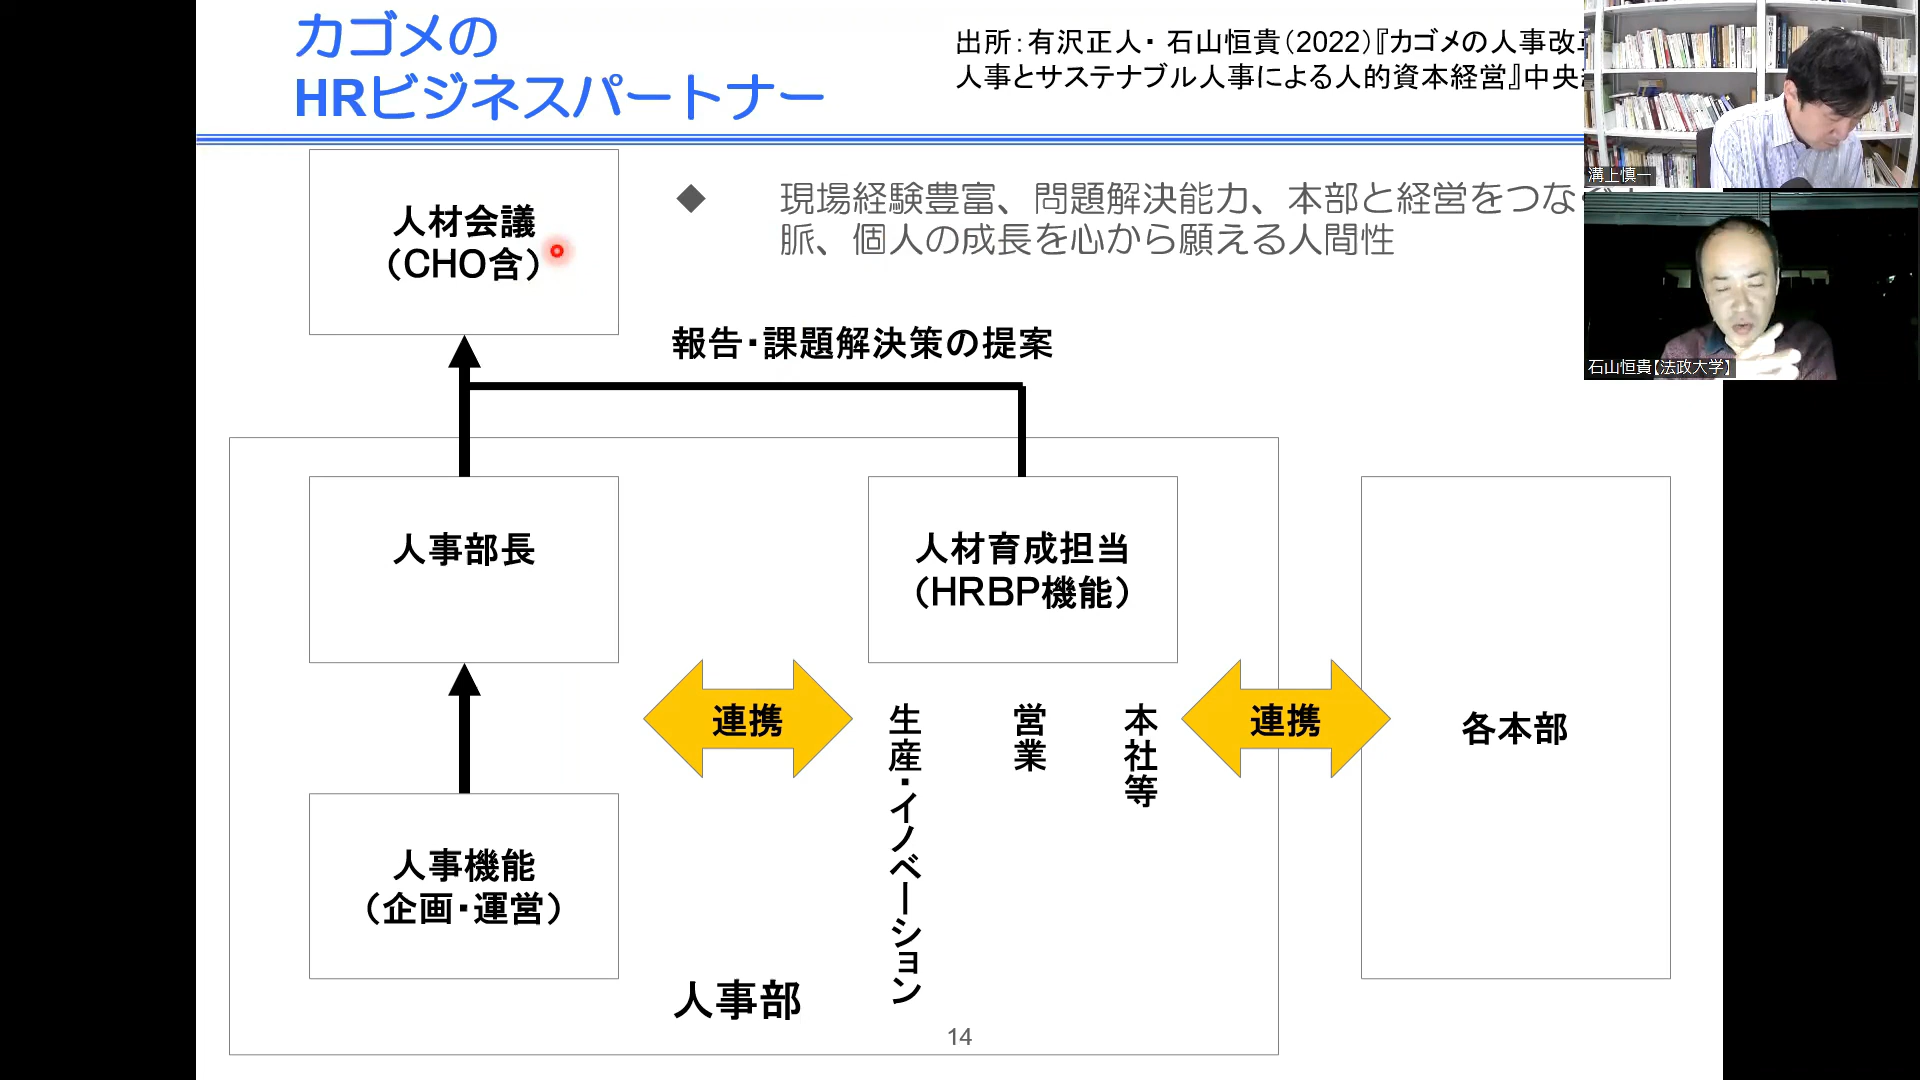 カゴメの
HRビジネスパートナー
出所：有沢正人・ 石山恒貴（2022）『カゴメの人事改
人事とサステナブル人事による人的資本経営』中央
溝上慎一
石山恒貴【法政大学】
◆ 現場経験豊富、問題解決能力、本部と経営をつな
脈、個人の成長を心から願える人間性
人材会議
（CHO含）
報告・課題解決策の提案
人事部長
人材育成担当
（HRBP機能）
連携
生産・イノベーション
営業
本社等
連携
各本部
人事機能
（企画・運営）
人事部
14